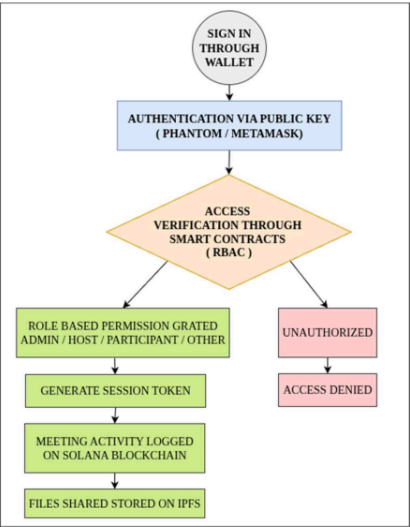 SIGN IN
THROUGH
WALLET
AUTHENTICATION VIA PUBLIC KEY
( PHANTOM / METAMASK)
ACCESS
VERIFICATION THROUGH
SMART CONTRACTS
( RBAC )
ROLE BASED PERMISSION GRATED
ADMIN / HOST / PARTICIPANT / OTHER
UNAUTHORIZED
GENERATE SESSION TOKEN
ACCESS DENIED
MEETING ACTIVITY LOGGED
ON SOLANA BLOCKCHAIN
FILES SHARED STORED ON IPFS